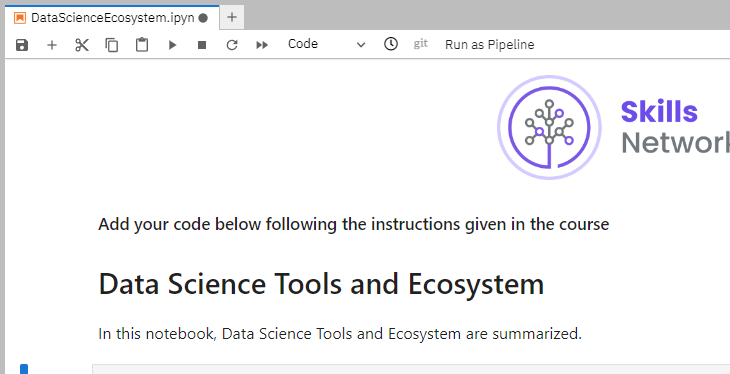 DataScienceEcosystem.ipyn
Code
git
Run as Pipeline
Skills
Network
Add your code below following the instructions given in the course
Data Science Tools and Ecosystem
In this notebook, Data Science Tools and Ecosystem are summarized.